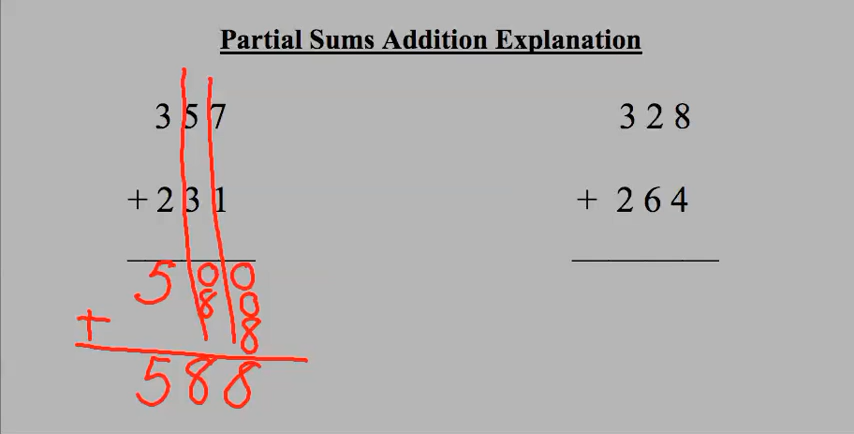 Partial Sums Addition Explanation
3 5 7
+ 2 3 1
5 0 0
8 0
8
+
5 8 8
3 2 8
+ 2 6 4